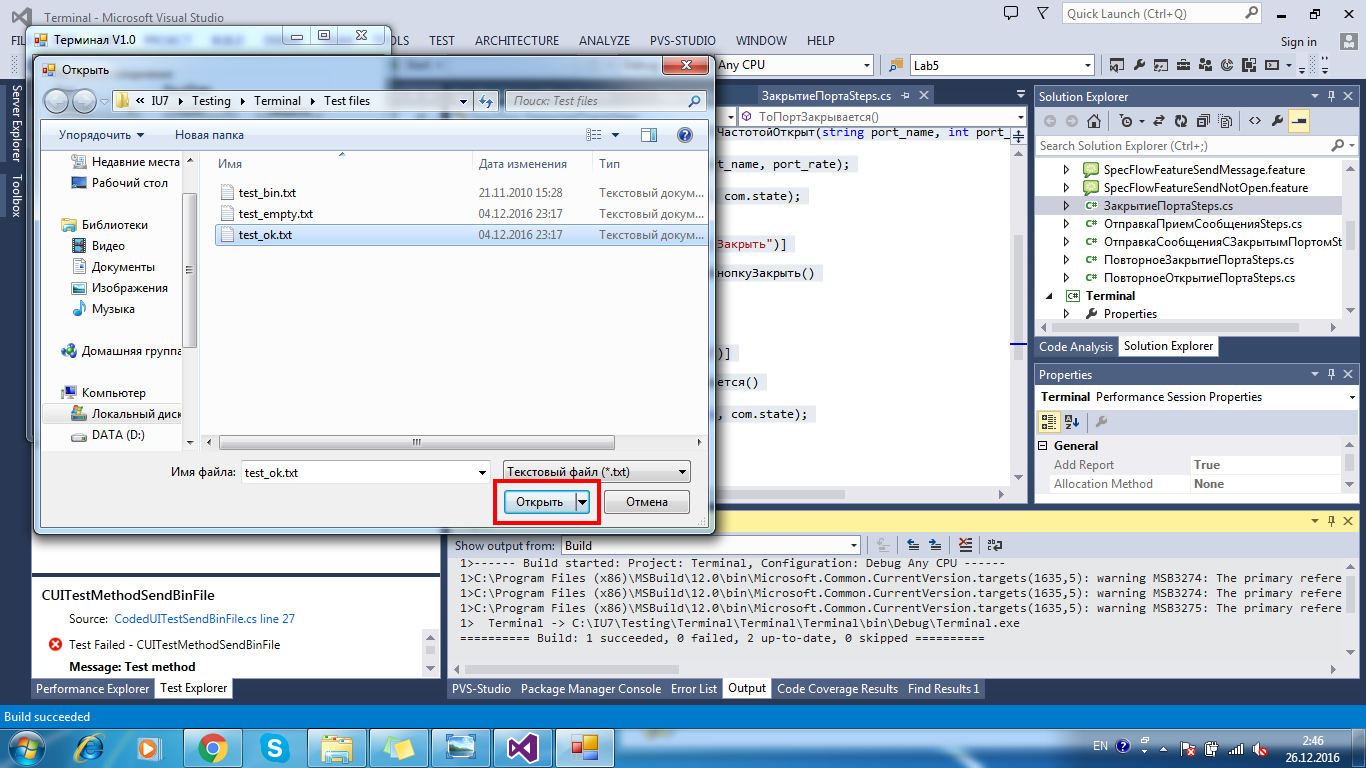 Terminal - Microsoft Visual Studio
Quick Launch (Ctrl+Q)
Терминал V1.0
TEST ARCHITECTURE ANALYZE PVS-STUDIO WINDOW HELP
Sign in
Any CPU
Lab5
Открыть
« IU7 Testing Terminal Test files
Поиск: Test files
Упорядочить
Новая папка
Недавние места
Рабочий стол
Библиотеки
Видео
Документы
Изображения
Музыка
Домашняя группа
Компьютер
Локальный диск
DATA (D:)
Имя Дата изменения Тип
test_bin.txt 21.11.2010 15:28 Текстовый докум...
test_empty.txt 04.12.2016 23:17 Текстовый докум...
test_ok.txt 04.12.2016 23:17 Текстовый докум...
Имя файла: test_ok.txt
Текстовый файл (*.txt)
Открыть
Отмена
Server Explorer
Toolbox
ЗакрытиеПортаSteps.cs
ТоПортЗакрывается()
ЧастотойОткрыт(string port_name, int port_
t_name, port_rate);
com.state);
Закрыть")]
нопкуЗакрыть()
)]
ется()
, com.state);
Solution Explorer
Search Solution Explorer (Ctrl+;)
SpecFlowFeatureSendMessage.feature
SpecFlowFeatureSendNotOpen.feature
C# ЗакрытиеПортаSteps.cs
C# ОтправкаПриемСообщенияSteps.cs
C# ОтправкаСообщенияСЗакрытымПортомSt
C# ПовторноеЗакрытиеПортаSteps.cs
C# ПовторноеОткрытиеПортаSteps.cs
C# Terminal
Properties
Code Analysis
Solution Explorer
Properties
Terminal Performance Session Properties
General
Add Report True
Allocation Method None
Show output from: Build
1>------ Build started: Project: Terminal, Configuration: Debug Any CPU ------
1>C:\Program Files (x86)\MSBuild\12.0\bin\Microsoft.Common.CurrentVersion.targets(1635,5): warning MSB3274: The primary refere
1>C:\Program Files (x86)\MSBuild\12.0\bin\Microsoft.Common.CurrentVersion.targets(1635,5): warning MSB3274: The primary refere
1>C:\Program Files (x86)\MSBuild\12.0\bin\Microsoft.Common.CurrentVersion.targets(1635,5): warning MSB3275: The primary refere
1>  Terminal -> C:\IU7\Testing\Terminal\Terminal\Terminal\bin\Debug\Terminal.exe
========== Build: 1 succeeded, 0 failed, 2 up-to-date, 0 skipped ==========
CUITestMethodSendBinFile
Source: CodedUITestSendBinFile.cs line 27
Test Failed - CUITestMethodSendBinFile
Message: Test method
Performance Explorer
Test Explorer
PVS-Studio Package Manager Console Error List Output Code Coverage Results Find Results 1
Build succeeded
EN
2:46
26.12.2016